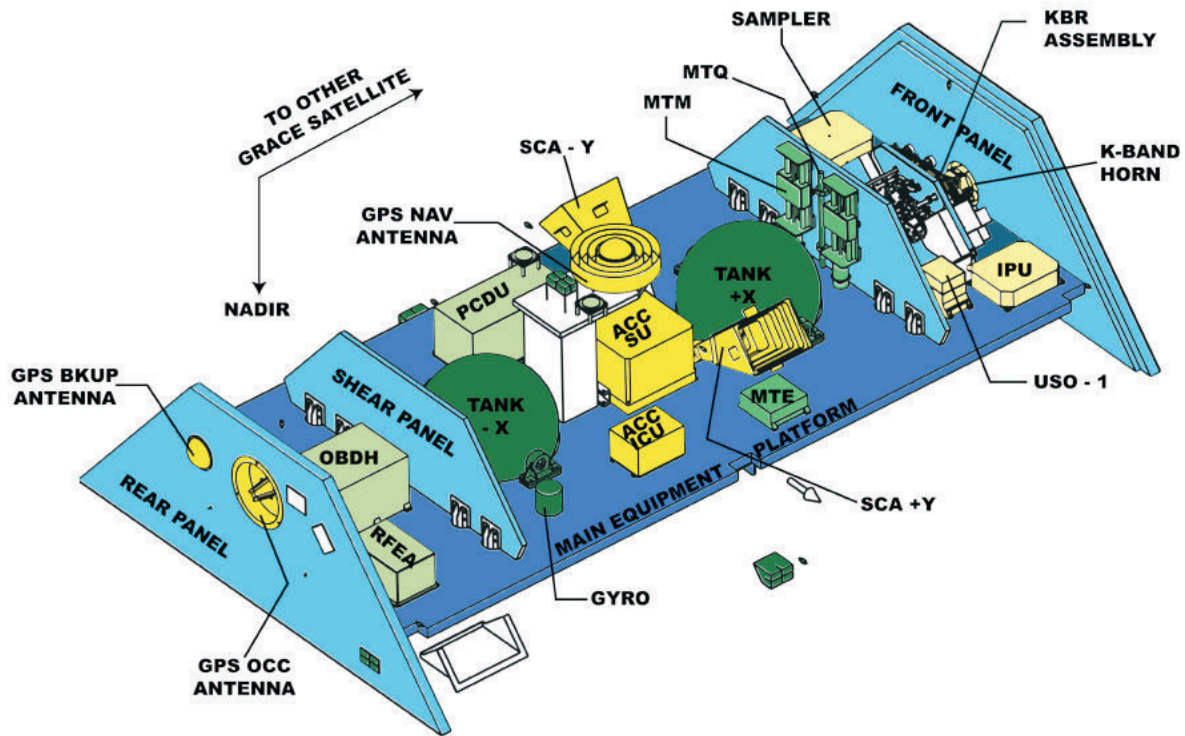 SAMPLER
KBR
ASSEMBLY
MTQ
MTM
FRONT PANEL
K-BAND
HORN
TO OTHER
GRACE SATELLITE
SCA - Y
GPS NAV
ANTENNA
NADIR
PCDU
TANK
+X
IPU
ACC
SU
USO - 1
GPS BKUP
ANTENNA
SHEAR PANEL
TANK
- X
MTE
ACC
ICU
OBDH
REAR PANEL
MAIN EQUIPMENT PLATFORM
SCA +Y
RFEA
GYRO
GPS OCC
ANTENNA